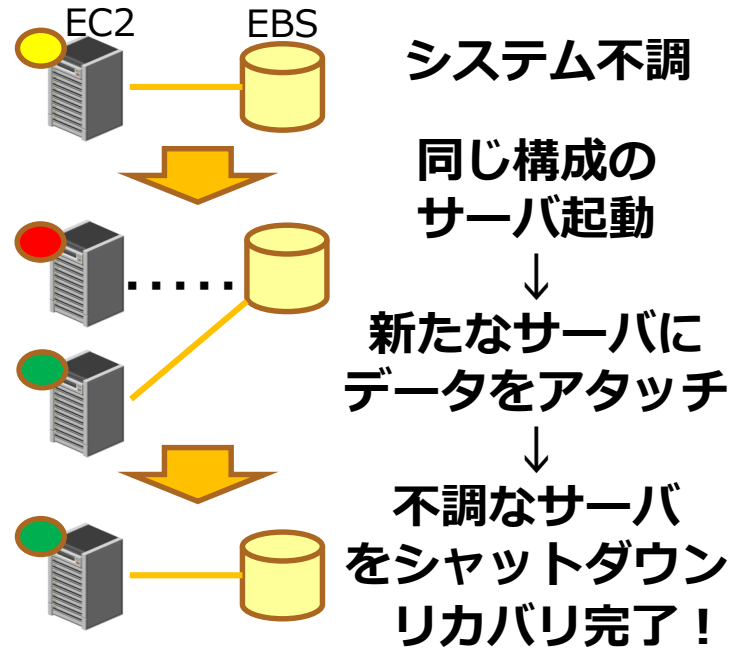 EC2 EBS
システム不調
同じ構成の
サーバ起動
↓
新たなサーバに
データをアタッチ
↓
不調なサーバ
をシャットダウン
リカバリ完了！